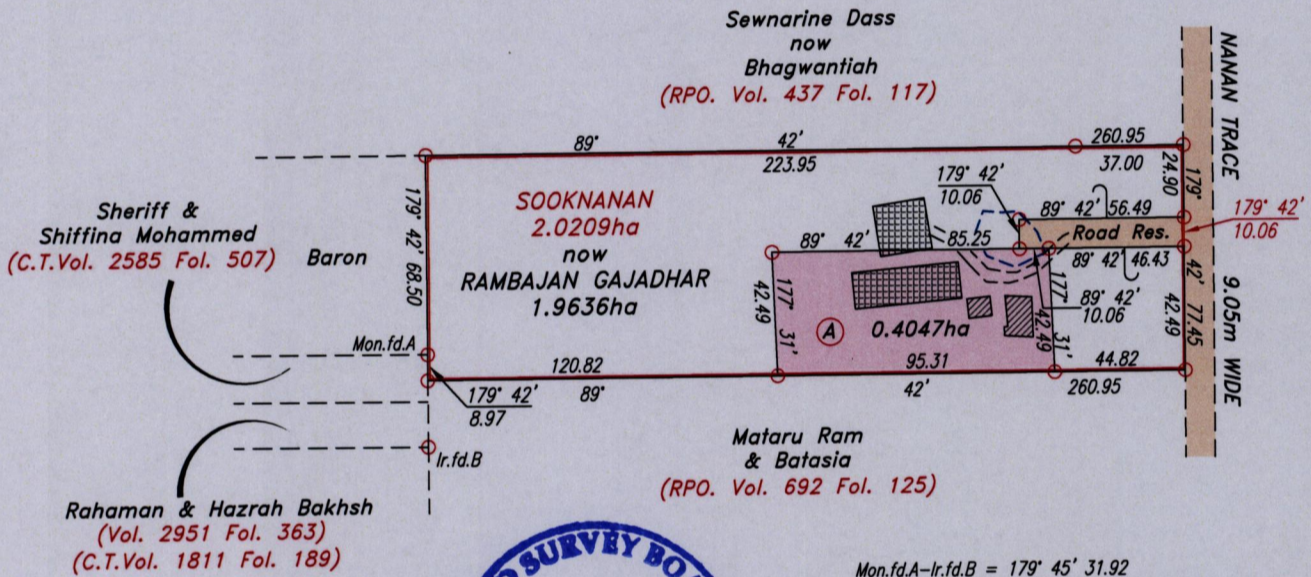 Sewnarine Dass
now
Bhagwantiah
(RPO. Vol. 437 Fol. 117)
NANAN TRACE
9.05m WIDE
89° 42'
223.95
260.95
37.00
179° 42'
24.90
77.45
179° 42'
10.06
89° 42' 56.49
179° 42'
10.06
Road Res.
89° 42' 46.43
Sheriff &
Shiffina Mohammed
(C.T.Vol. 2585 Fol. 507)
Baron
179° 42' 68.50
SOOKNANAN
2.0209ha
now
RAMBAJAN GAJADHAR
1.9636ha
89° 42' 85.25
177° 31'
42.49
A
0.4047ha
177° 31'
42.49
89° 42'
10.06
42.49
Mon.fd.A
120.82
95.31
44.82
89° 42'
260.95
179° 42'
8.97
Ir.fd.B
Mataru Ram
& Batasia
(RPO. Vol. 692 Fol. 125)
Rahaman & Hazrah Bakhsh
(Vol. 2951 Fol. 363)
(C.T.Vol. 1811 Fol. 189)
SURVEY BOA
Mon.fd.A-Ir.fd.B = 179° 45' 31.92